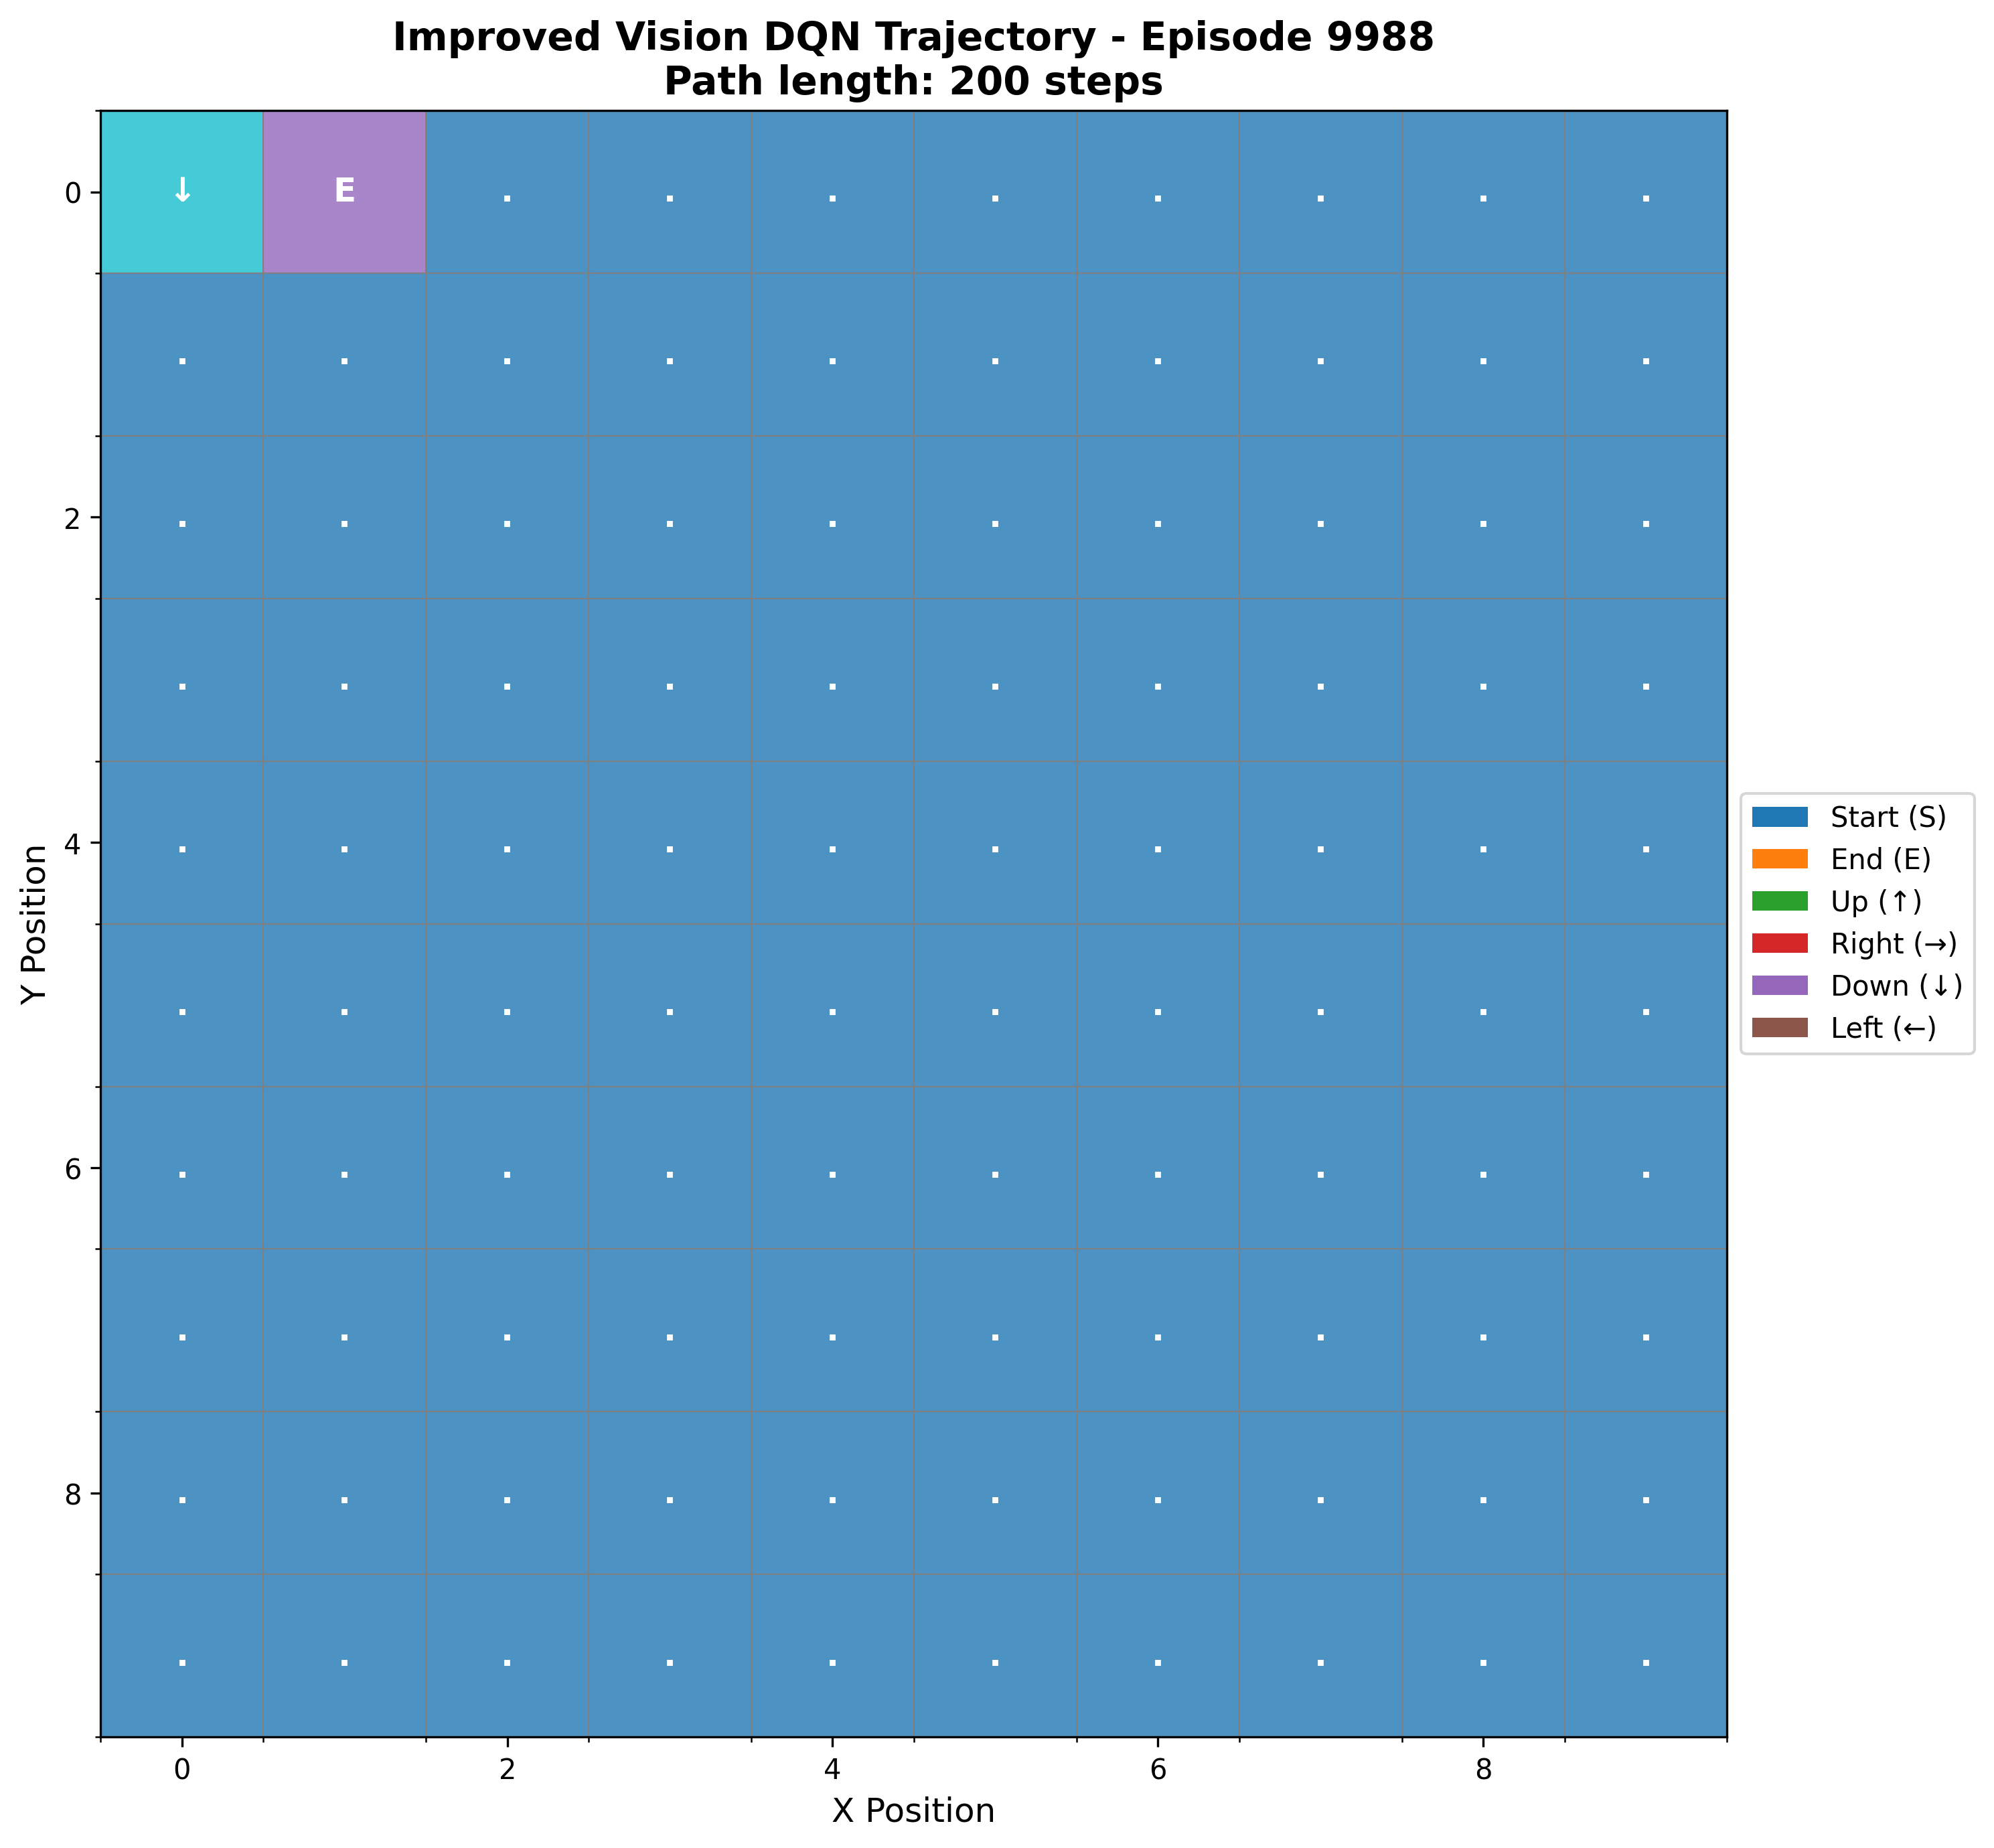 Improved Vision DQN Trajectory - Episode 9988
Path length: 200 steps
↓ E
0
2
4
6
8
Y Position
0 2 4 6 8
X Position
Start (S)
End (E)
Up (↑)
Right (→)
Down (↓)
Left (←)